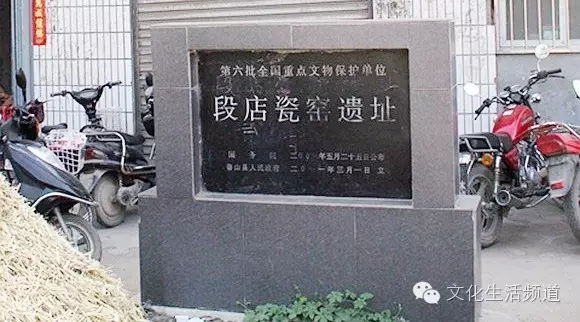 第六批全国重点文物保护单位
段店瓷窑遗址
国务院 二〇〇 年五月二十五日公布
鲁山县人民政府 二〇 一年三月一日 立
文化生活频道